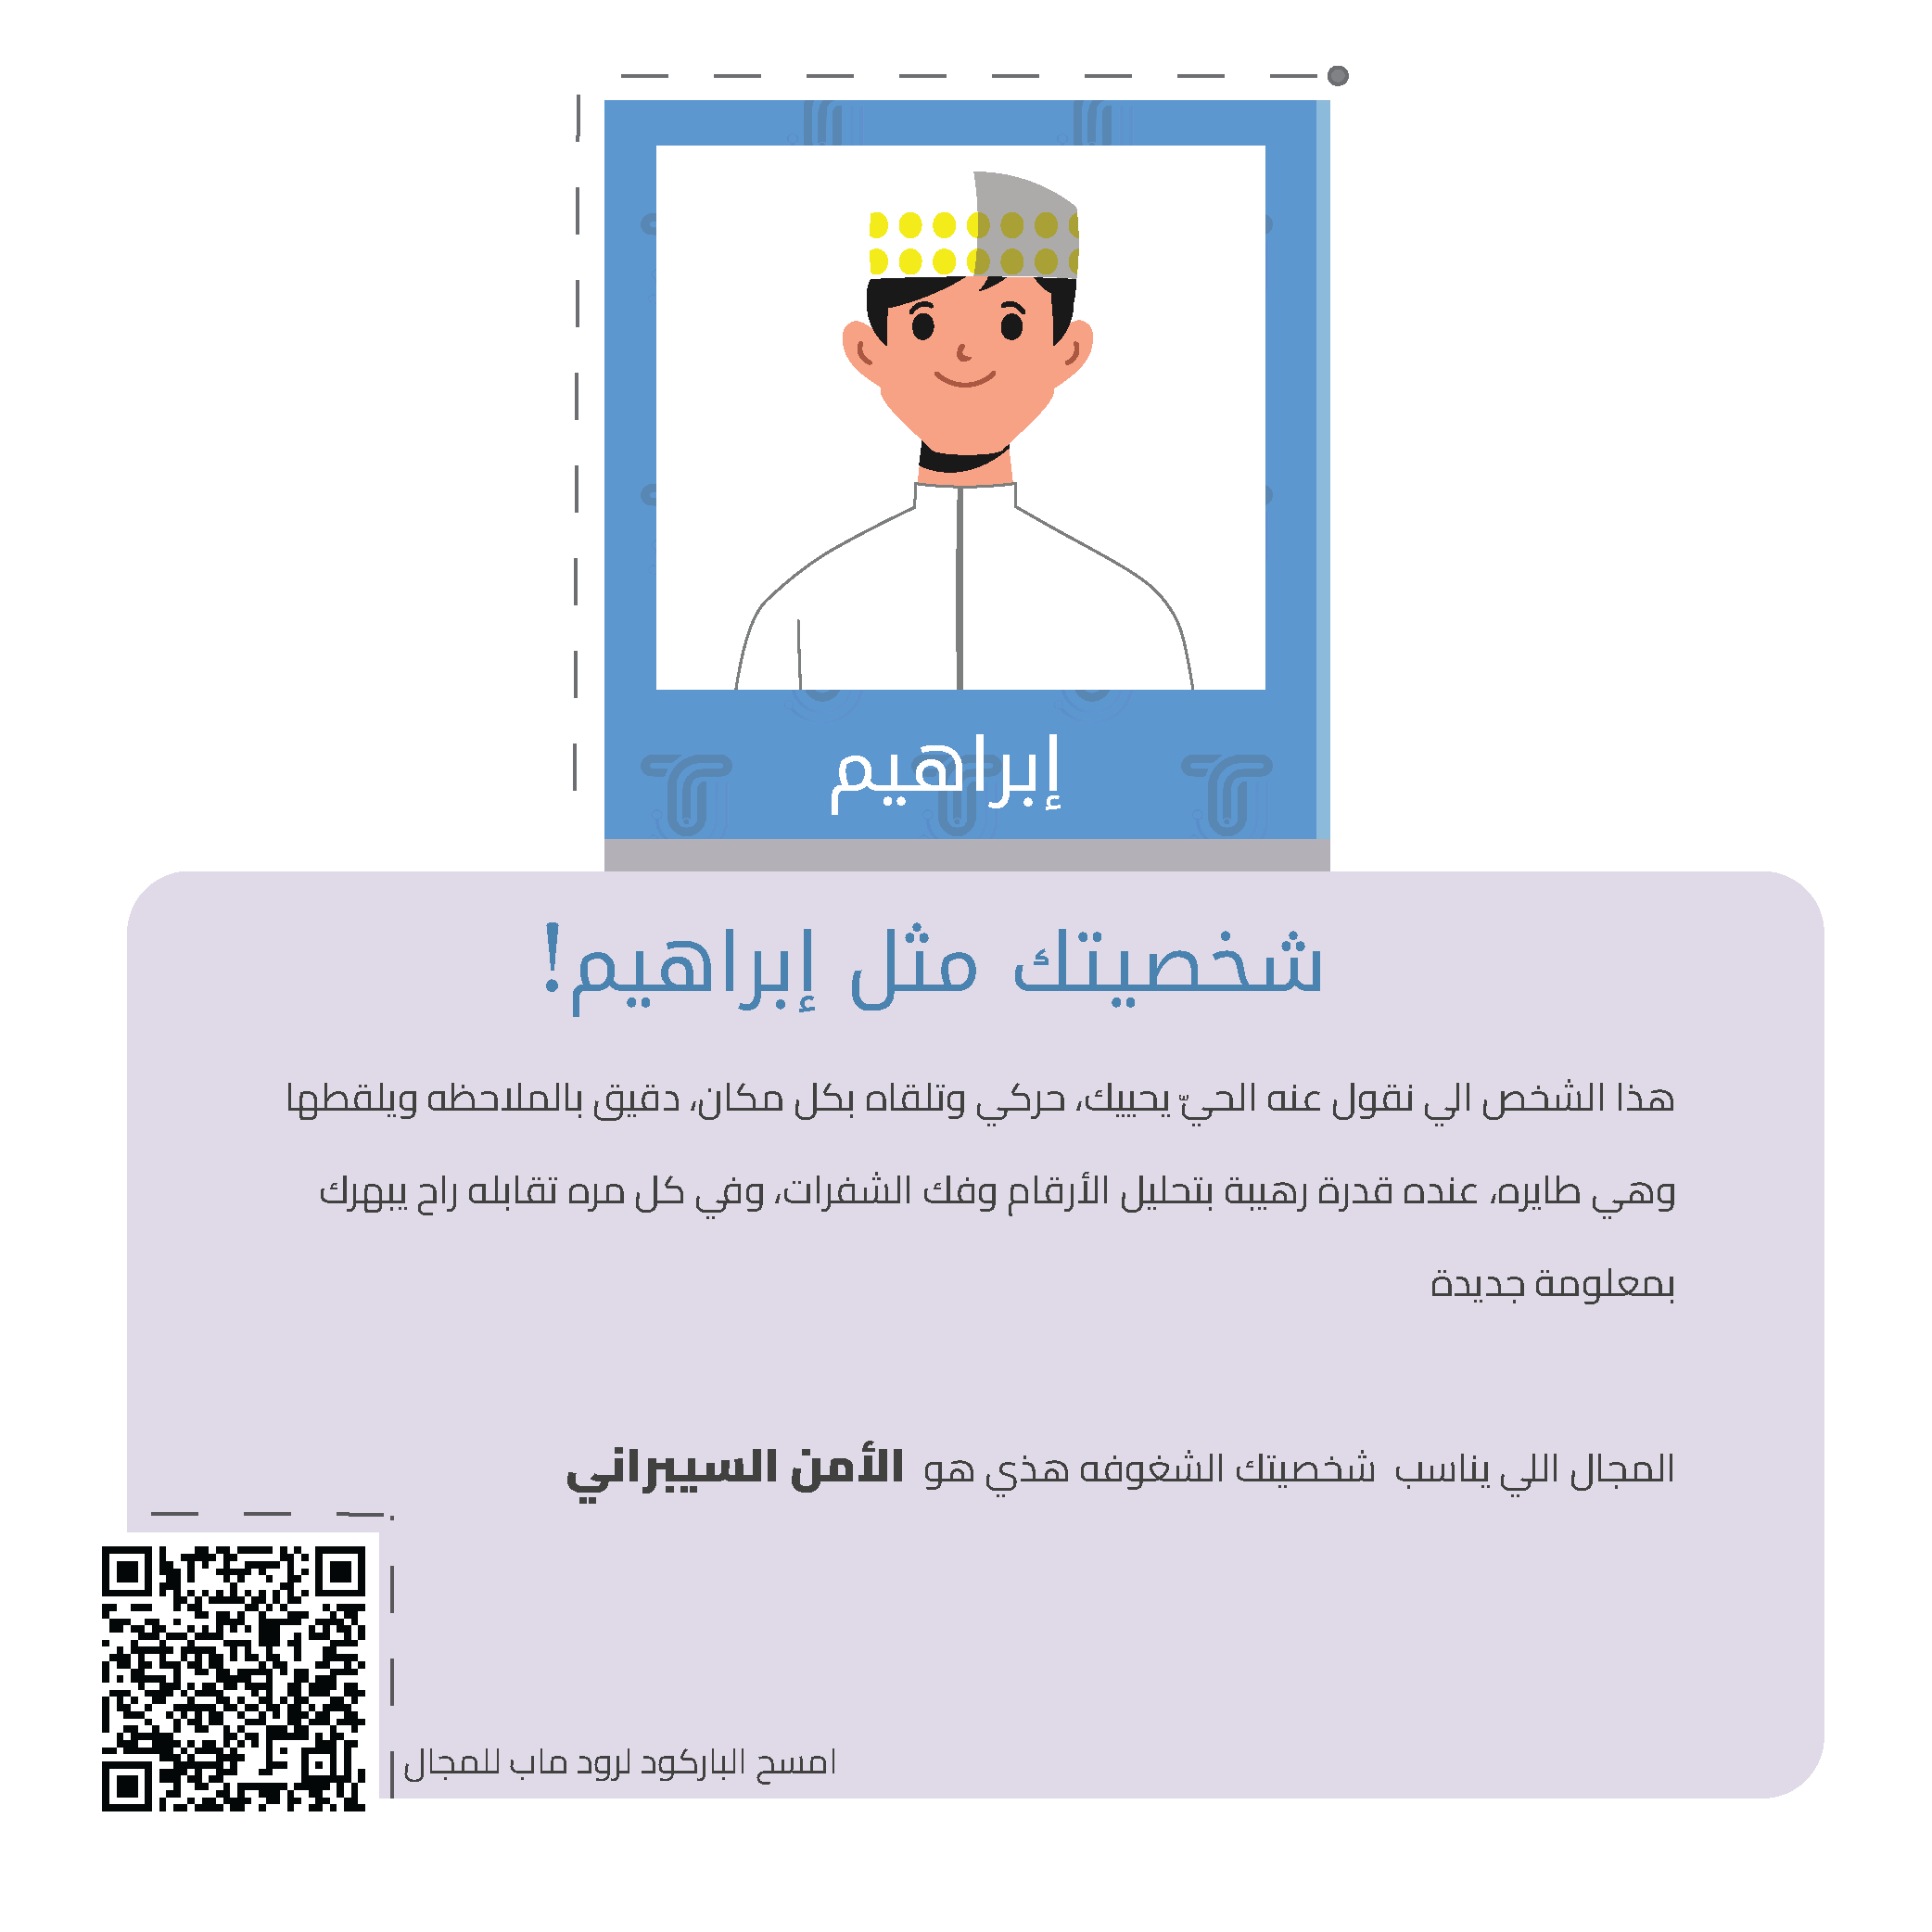 إبراهيم
شخصيتك مثل إبراهيم!
هذا الشخص الي نقول عنه الحيّ يحييك، حركي وتلقاه بكل مكان، دقيق بالملاحظه ويلقطها
وهي طايره، عنده قدرة رهيبة بتحليل الأرقام وفك الشفرات، وفي كل مره تقابله راح يبهرك
بمعلومة جديدة
المجال اللي يناسب شخصيتك الشغوفه هذي هو الأمن السيبراني
امسح الباركود لرود ماب للمجال